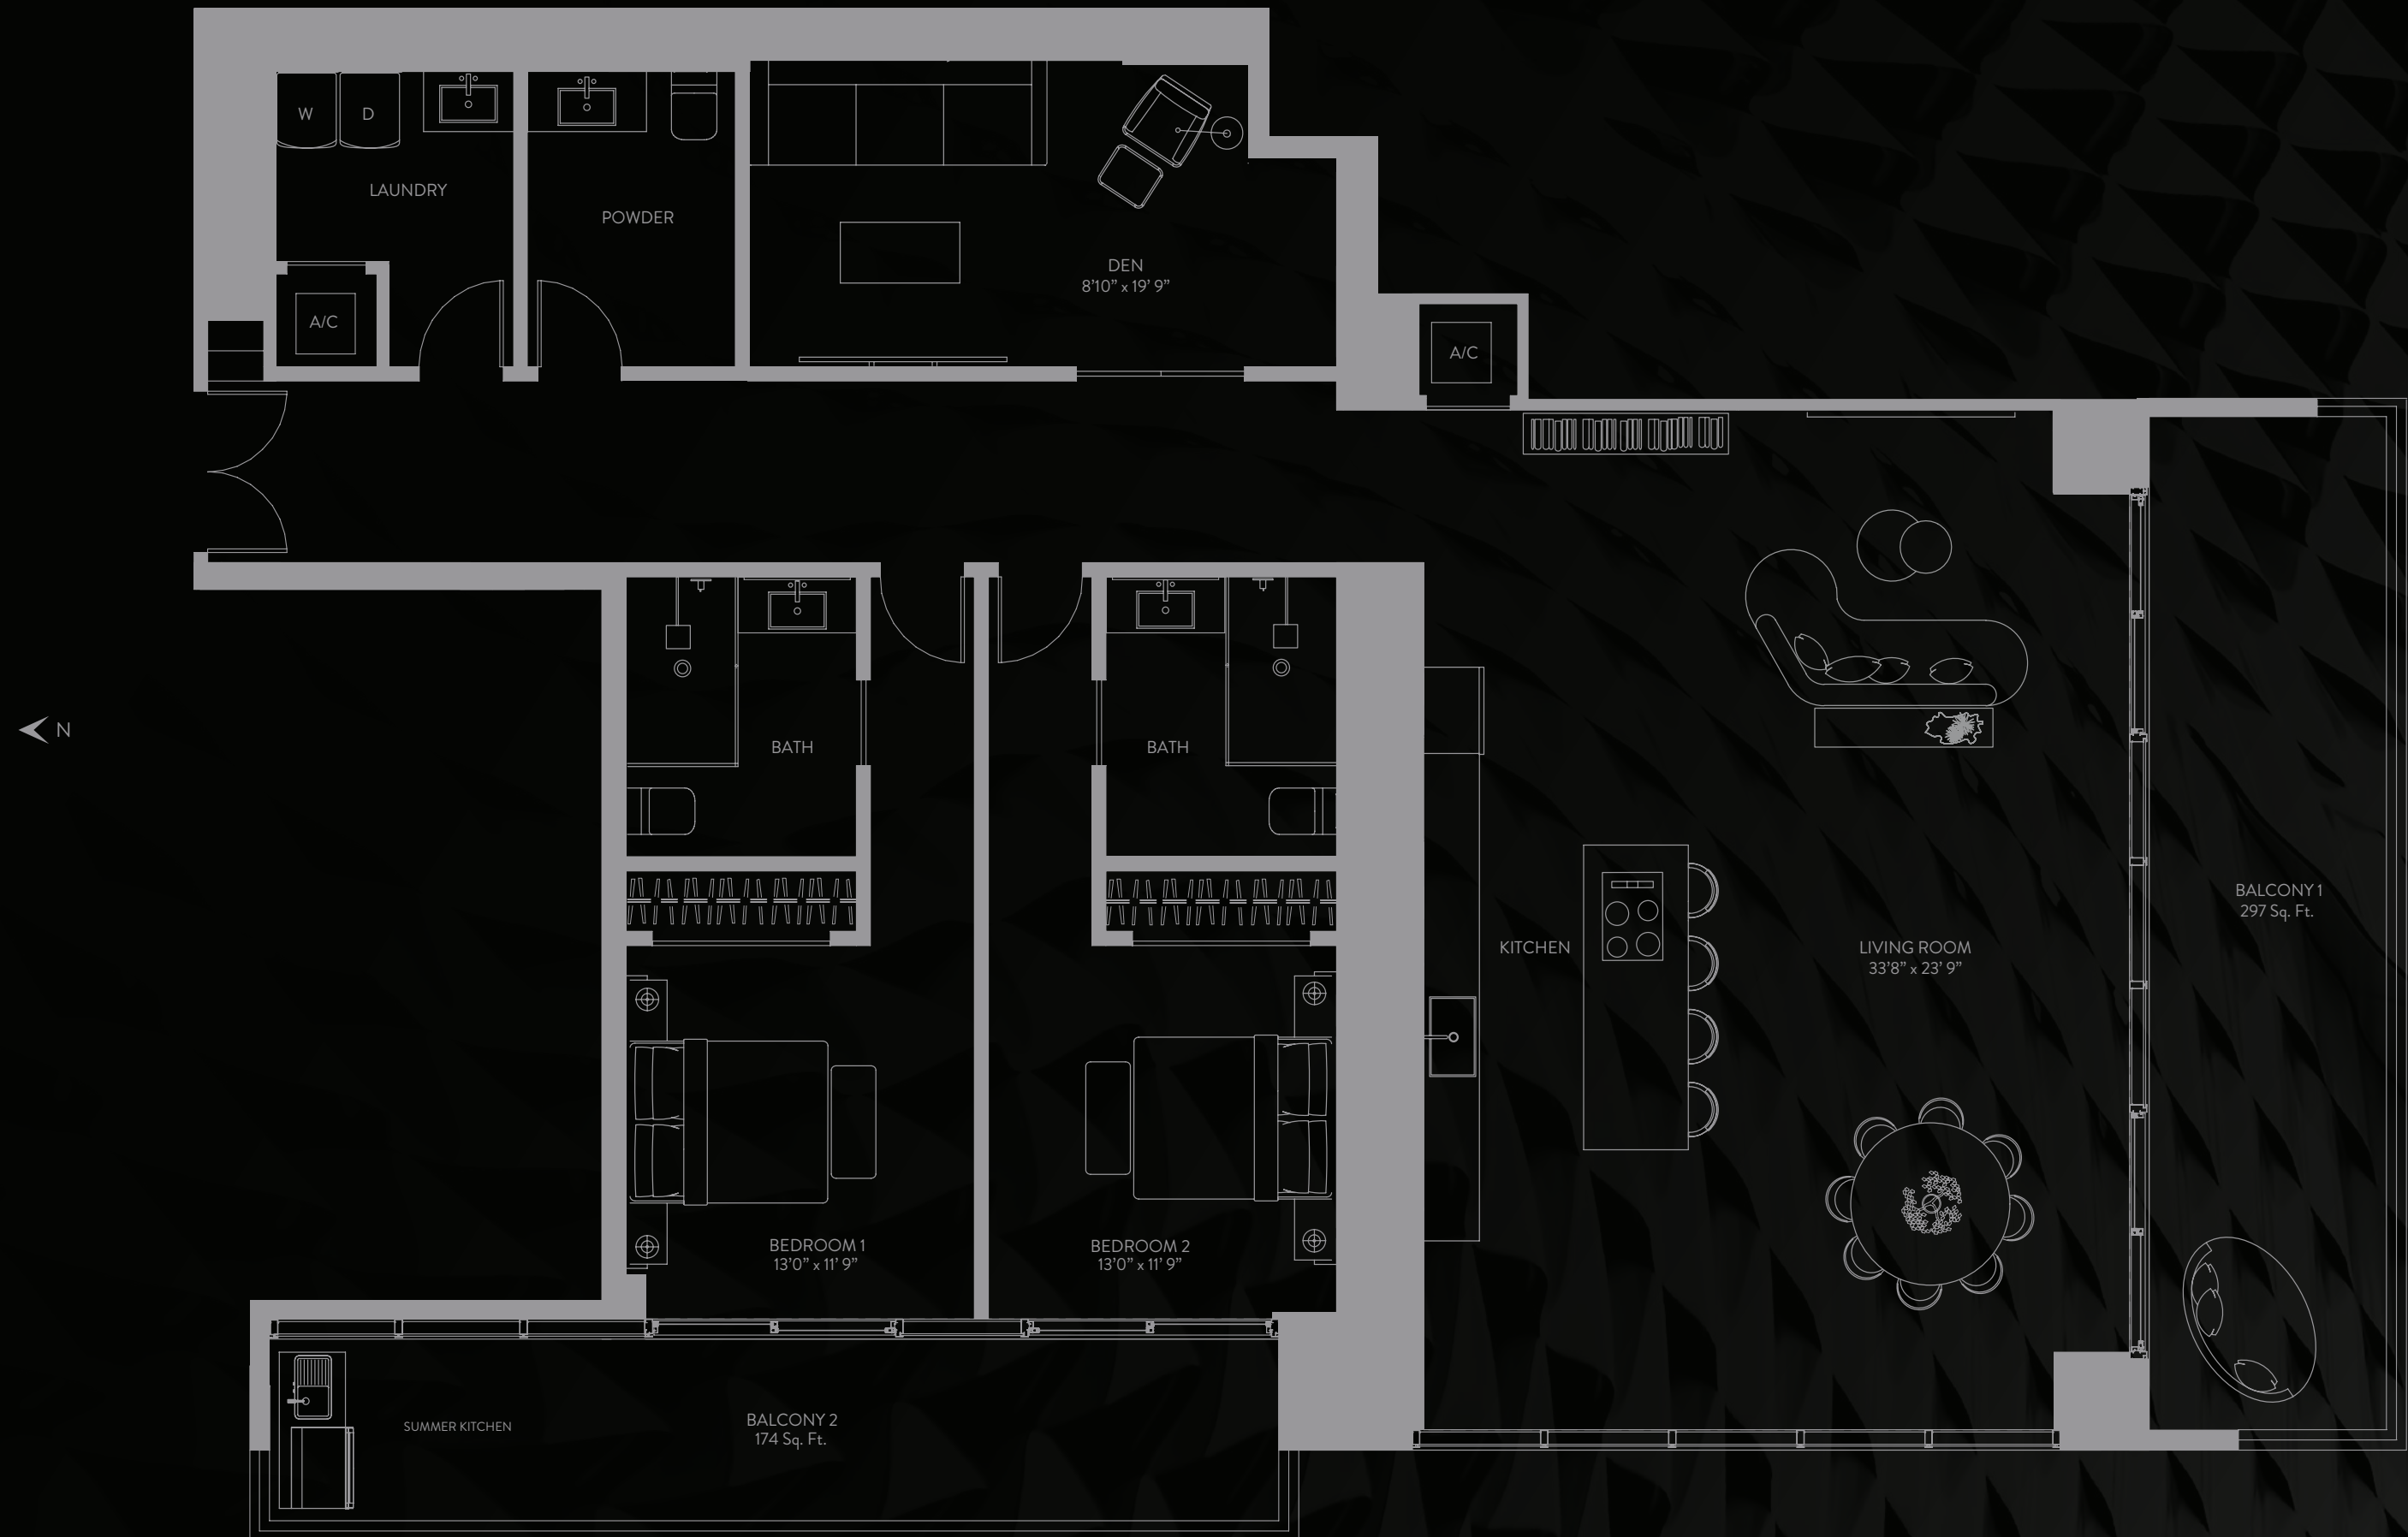 W
D
LAUNDRY
POWDER
DEN
8'10” x 19' 9”
A/C
A/C
N
BATH
BATH
BALCONY 1
297 Sq. Ft.
KITCHEN
LIVING ROOM
33'8” x 23' 9”
BEDROOM 1
13'0” x 11' 9”
BEDROOM 2
13'0” x 11' 9”
SUMMER KITCHEN
BALCONY 2
174 Sq. Ft.